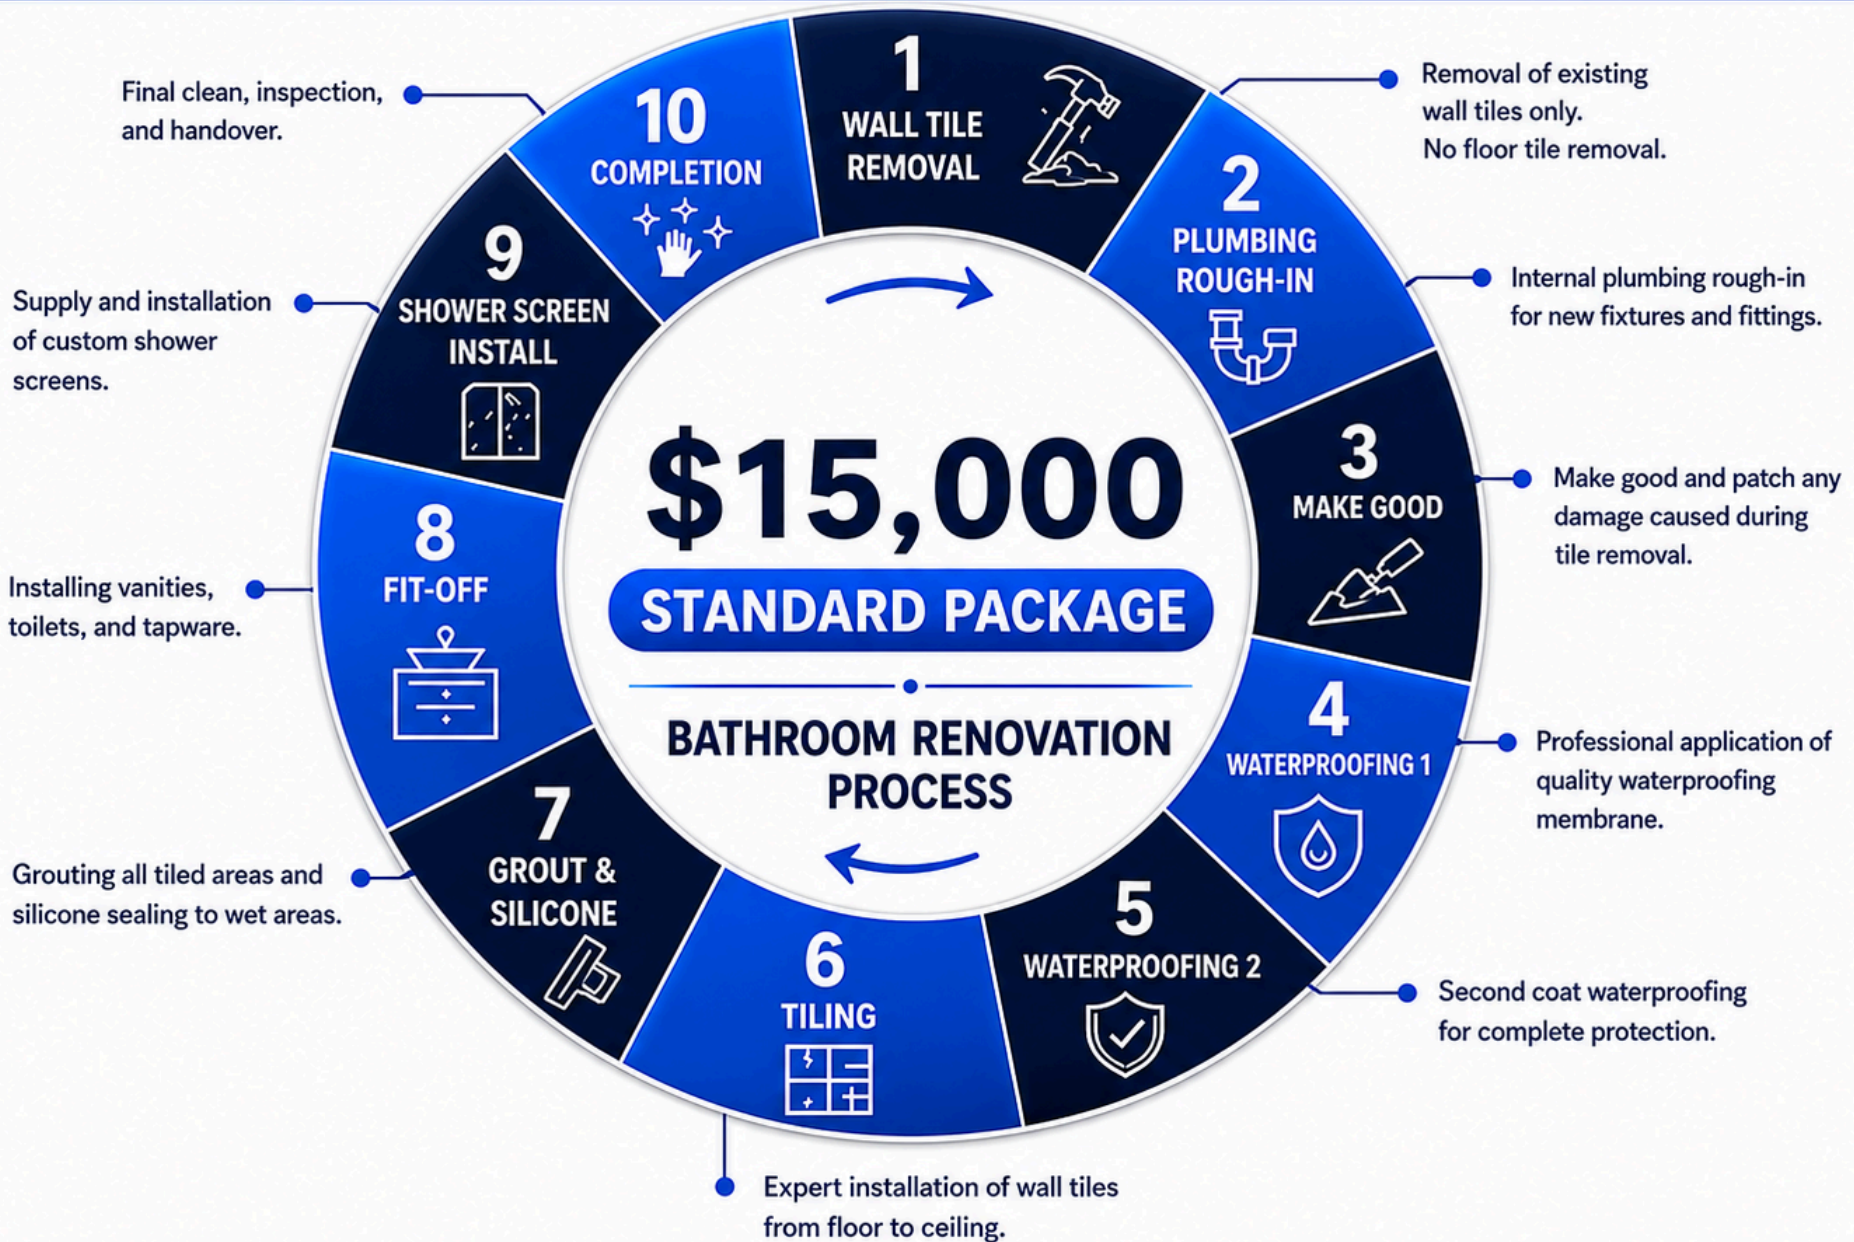 $15,000
STANDARD PACKAGE
BATHROOM RENOVATION
PROCESS
1
WALL TILE
REMOVAL
Removal of existing
wall tiles only.
No floor tile removal.
2
PLUMBING
ROUGH-IN
Internal plumbing rough-in
for new fixtures and fittings.
3
MAKE GOOD
Make good and patch any
damage caused during
tile removal.
4
WATERPROOFING 1
Professional application of
quality waterproofing
membrane.
5
WATERPROOFING 2
Second coat waterproofing
for complete protection.
6
TILING
Expert installation of wall tiles
from floor to ceiling.
7
GROUT &
SILICONE
Grouting all tiled areas and
silicone sealing to wet areas.
8
FIT-OFF
Installing vanities,
toilets, and tapware.
9
SHOWER SCREEN
INSTALL
Supply and installation
of custom shower
screens.
10
COMPLETION
Final clean, inspection,
and handover.